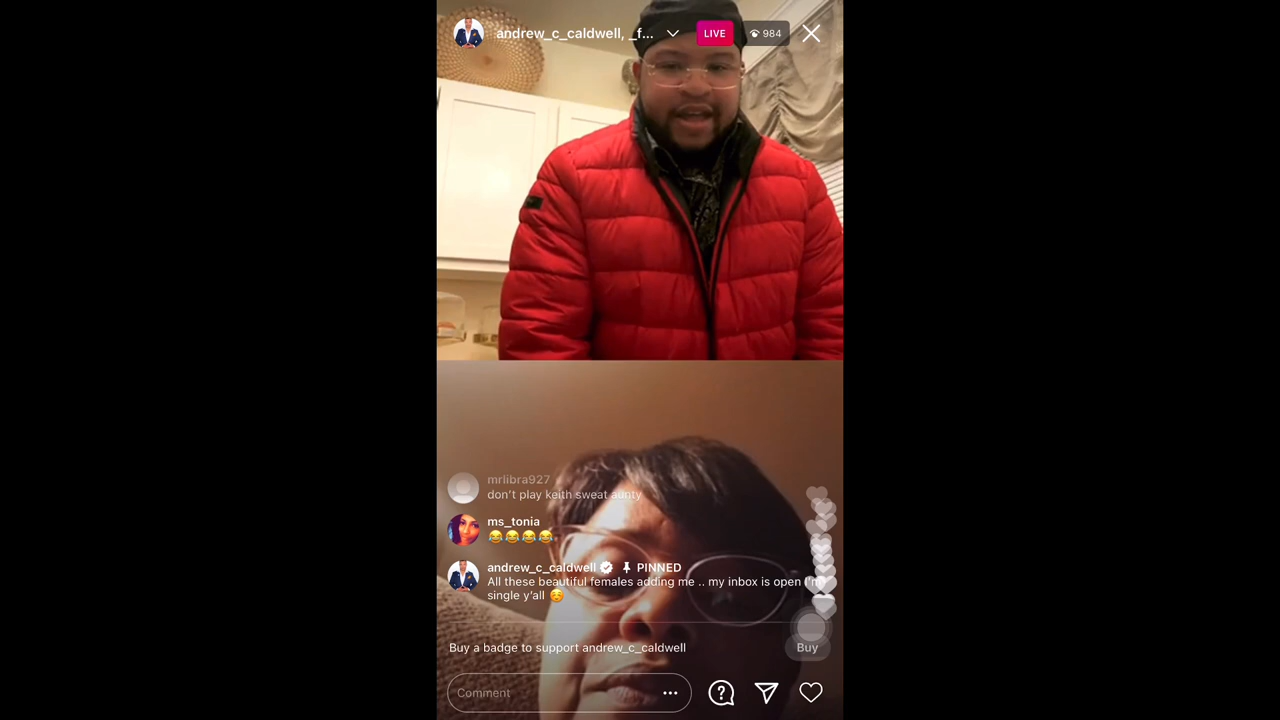 andrew_c_caldwell, _f... LIVE 984
mrlibra927
don't play keith sweat aunty
ms_tonia
😂😂😂😂
andrew_c_caldwell PINNED
All these beautiful females adding me .. my inbox is open I'm
single y'all ☺️
Buy a badge to support andrew_c_caldwell Buy
Comment ...